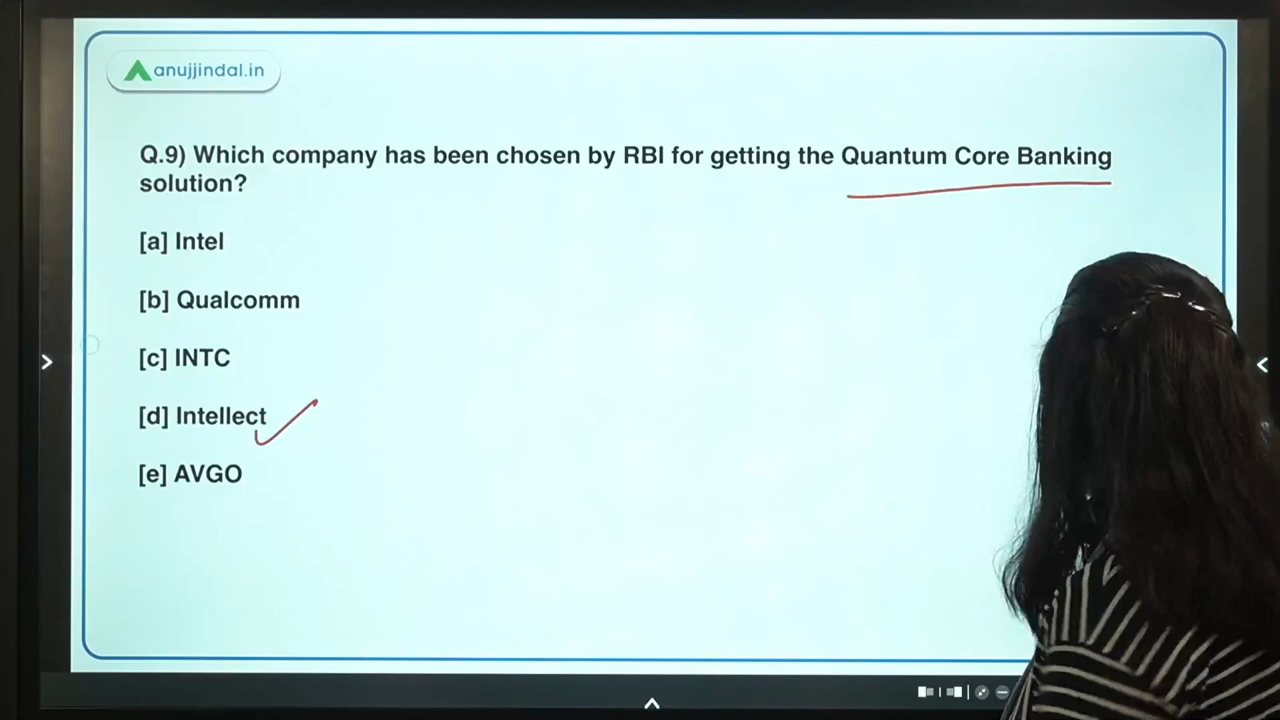 anujjindal.in
Q.9) Which company has been chosen by RBI for getting the Quantum Core Banking
solution?
[a] Intel
[b] Qualcomm
[c] INTC
[d] Intellect
[e] AVGO